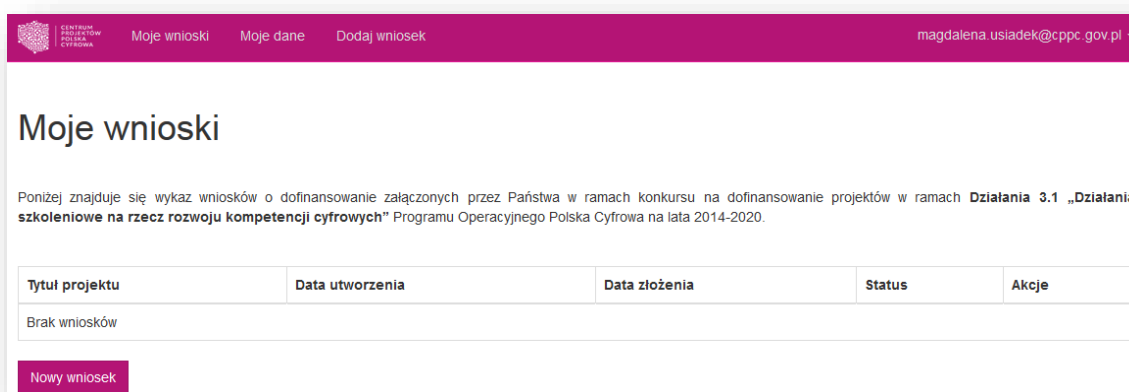 CENTRUM
PROJEKTÓW
POLSKA
CYFROWA
Moje wnioski Moje dane Dodaj wniosek magdalena.usiadek@cppc.gov.pl
Moje wnioski
Poniżej znajduje się wykaz wniosków o dofinansowanie załączonych przez Państwa w ramach konkursu na dofinansowanie projektów w ramach Działania 3.1 „Działania
szkoleniowe na rzecz rozwoju kompetencji cyfrowych” Programu Operacyjnego Polska Cyfrowa na lata 2014-2020.
Tytuł projektu Data utworzenia Data złożenia Status Akcje
Brak wniosków
Nowy wniosek